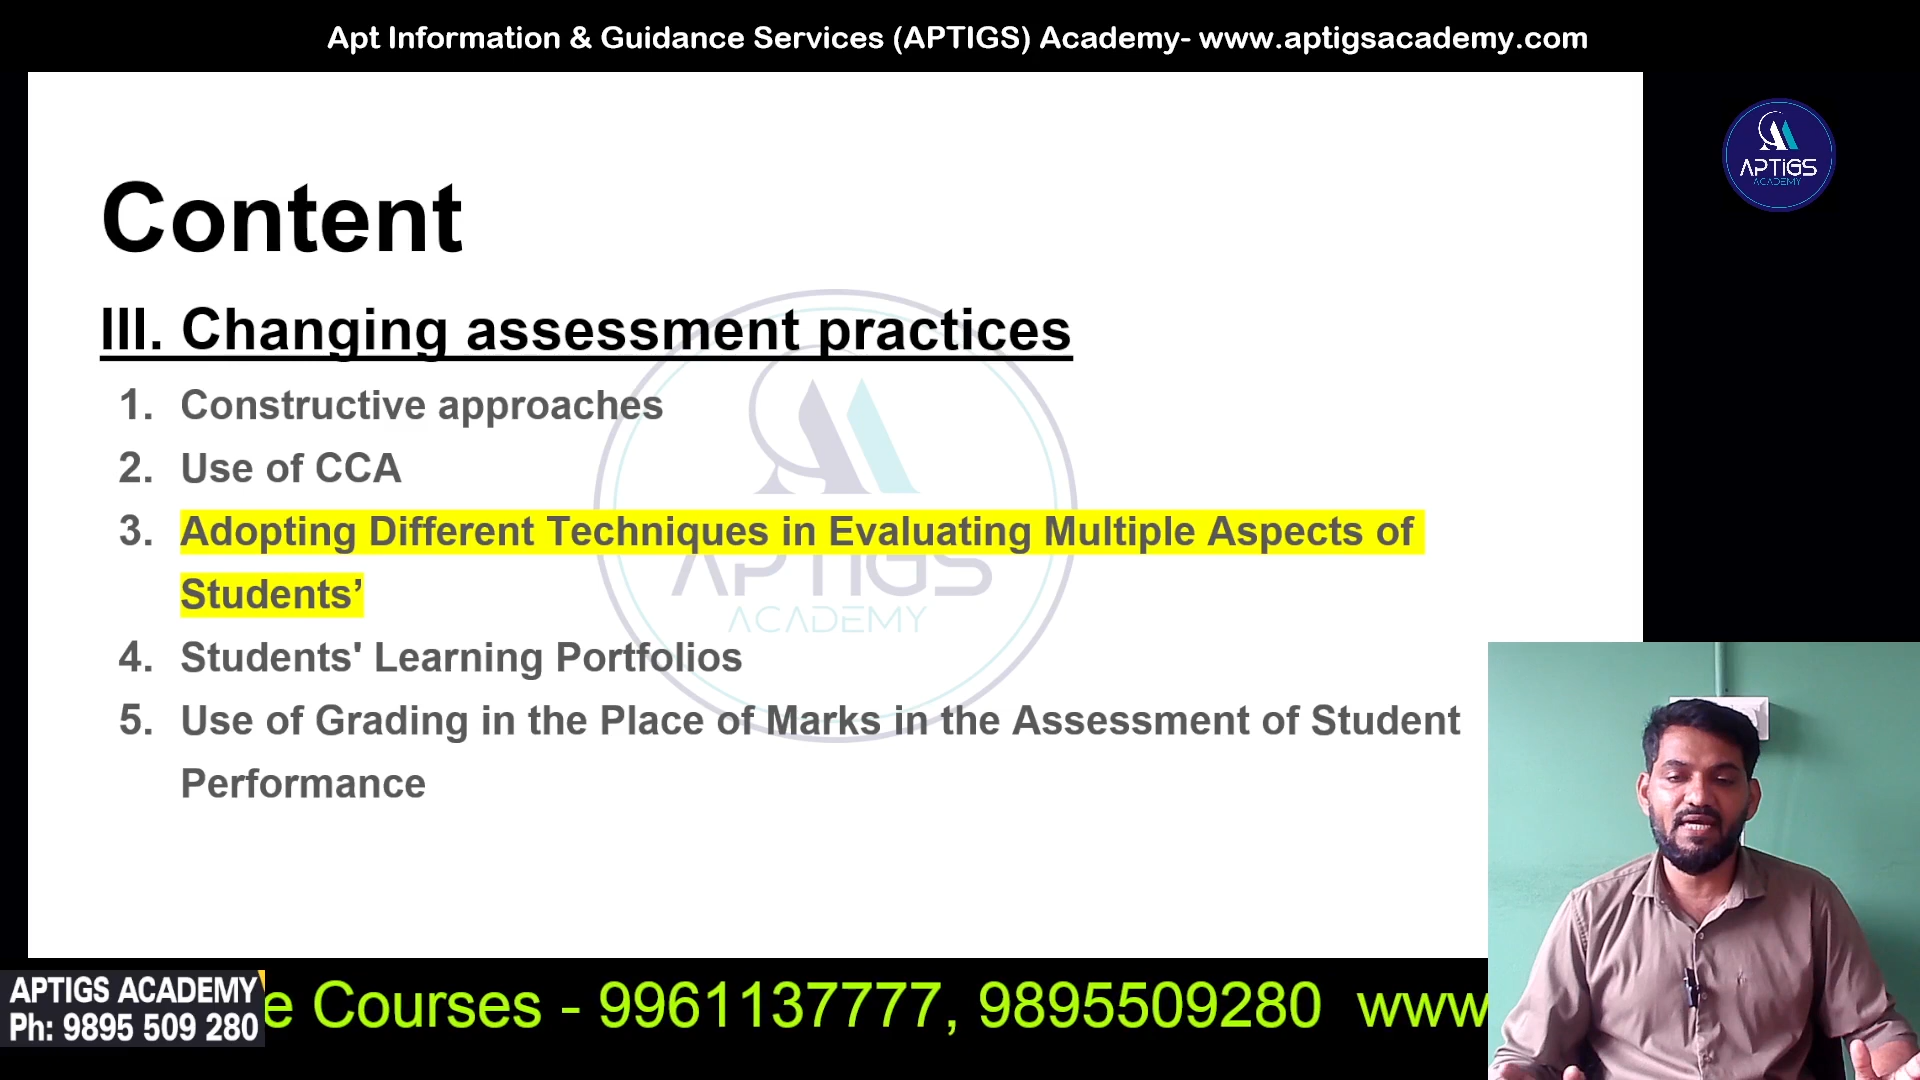 Apt Information & Guidance Services (APTIGS) Academy- www.aptigsacademy.com
APTiGS
ACADEMY
Content
III. Changing assessment practices
1. Constructive approaches
2. Use of CCA
3. Adopting Different Techniques in Evaluating Multiple Aspects of
Students’
4. Students' Learning Portfolios
5. Use of Grading in the Place of Marks in the Assessment of Student
Performance
APTIGS
ACADEMY
APTIGS ACADEMY
Ph: 9895 509 280
e Courses - 9961137777, 9895509280 www